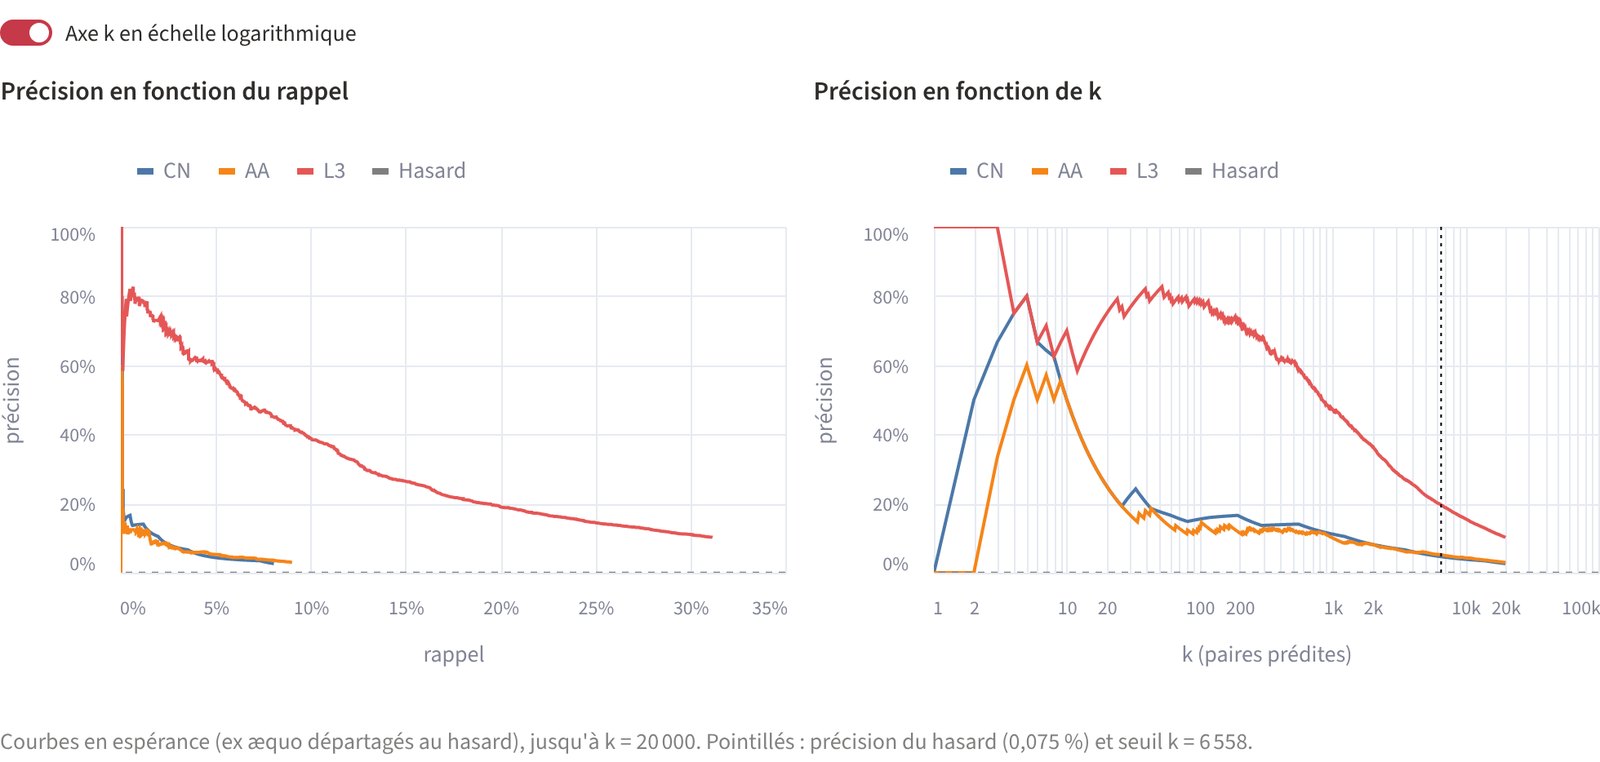 Axe k en échelle logarithmique
Précision en fonction du rappel
CN AA L3 Hasard
100%
80%
60%
40%
20%
0%
précision
0% 5% 10% 15% 20% 25% 30% 35%
rappel
Précision en fonction de k
CN AA L3 Hasard
100%
80%
60%
40%
20%
0%
précision
1 2 10 20 100 200 1k 2k 10k 20k 100k
k (paires prédites)
Courbes en espérance (ex æquo départagés au hasard), jusqu'à k = 20 000. Pointillés : précision du hasard (0,075 %) et seuil k = 6 558.